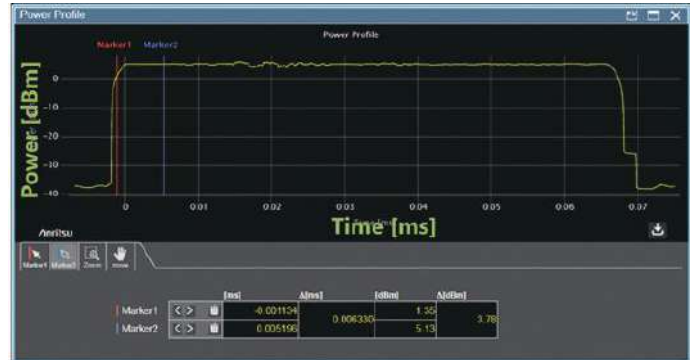 Power Profile
Power Profile
Marker1 Marker2
Power [dBm]
0
-10
-20
-30
-40
0 0.01 0.02 0.03 0.04 0.05 0.06 0.07
Time [ms]
Anritsu
Marker1 Marker2 Zoom move
[ms] Δ[ms] [dBm] Δ[dBm]
Marker1 < > -0.001134 0.006330 1.35 3.78
Marker2 < > 0.005196 5.13